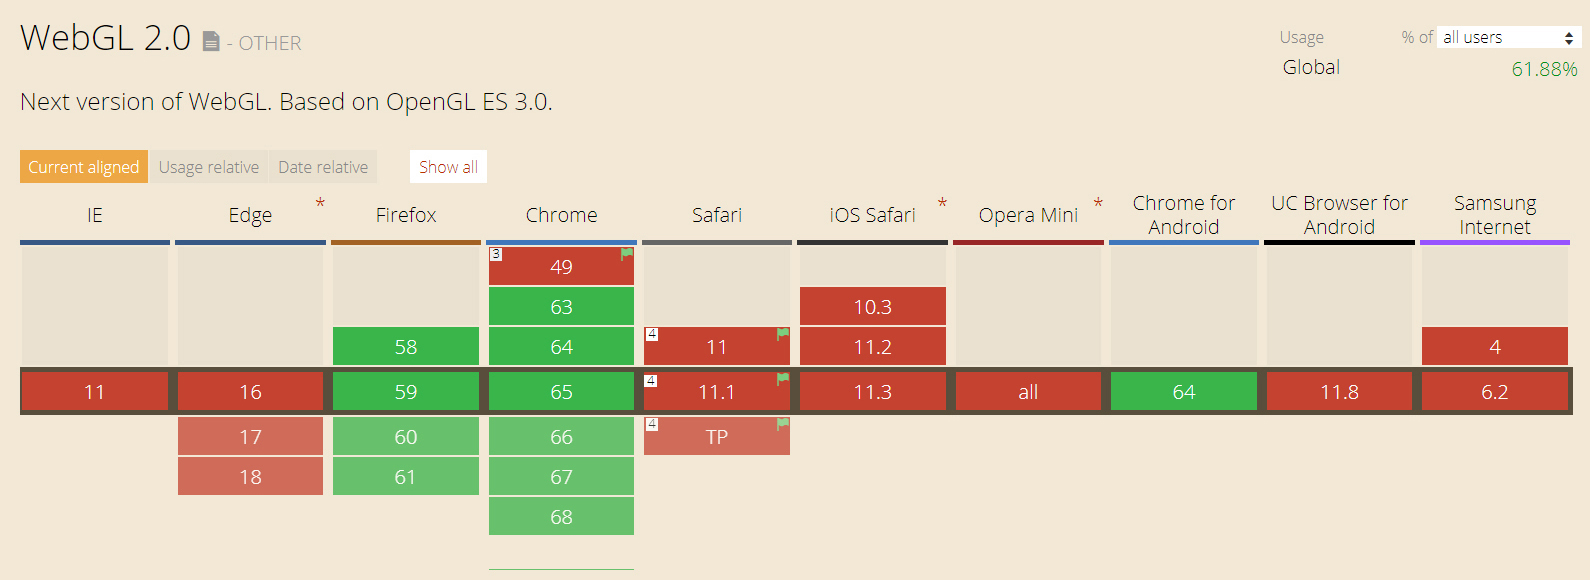 WebGL 2.0 - OTHER
Usage % of all users
Global 61.88%
Next version of WebGL. Based on OpenGL ES 3.0.
Current aligned Usage relative Date relative Show all
IE Edge * Firefox Chrome Safari iOS Safari * Opera Mini * Chrome for Android UC Browser for Android Samsung Internet
3 49
63 10.3
58 64 4 11 11.2 4
11 16 59 65 4 11.1 11.3 all 64 11.8 6.2
17 60 66 4 TP
18 61 67
68